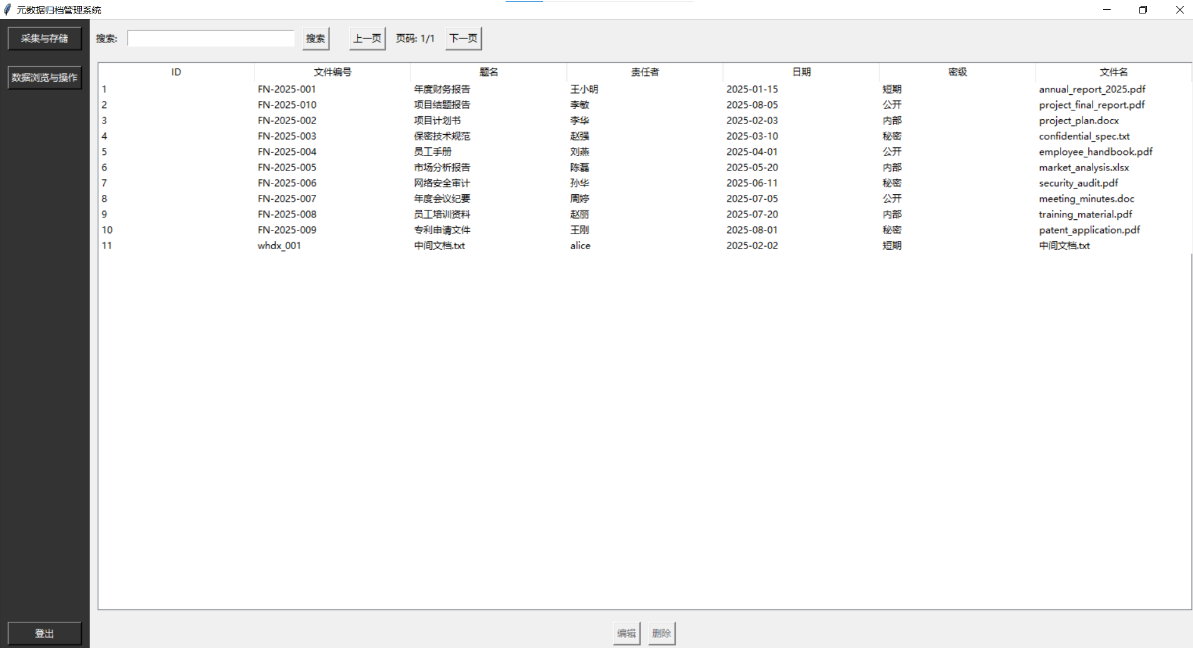 元数据归档管理系统
采集与存储
搜索: 搜索 上一页 页码: 1/1 下一页
数据浏览与操作
ID 文件编号 题名 责任者 日期 密级 文件名
1 FN-2025-001 年度财务报告 王小明 2025-01-15 短期 annual_report_2025.pdf
2 FN-2025-010 项目结题报告 李敏 2025-08-05 公开 project_final_report.pdf
3 FN-2025-002 项目计划书 李华 2025-02-03 内部 project_plan.docx
4 FN-2025-003 保密技术规范 赵强 2025-03-10 秘密 confidential_spec.txt
5 FN-2025-004 员工手册 刘燕 2025-04-01 公开 employee_handbook.pdf
6 FN-2025-005 市场分析报告 陈磊 2025-05-20 内部 market_analysis.xlsx
7 FN-2025-006 网络安全审计 孙华 2025-06-11 秘密 security_audit.pdf
8 FN-2025-007 年度会议纪要 周婷 2025-07-05 公开 meeting_minutes.doc
9 FN-2025-008 员工培训资料 赵丽 2025-07-20 内部 training_material.pdf
10 FN-2025-009 专利申请文件 王刚 2025-08-01 秘密 patent_application.pdf
11 whdx_001 中间文档.txt alice 2025-02-02 短期 中间文档.txt
登出
编辑 删除